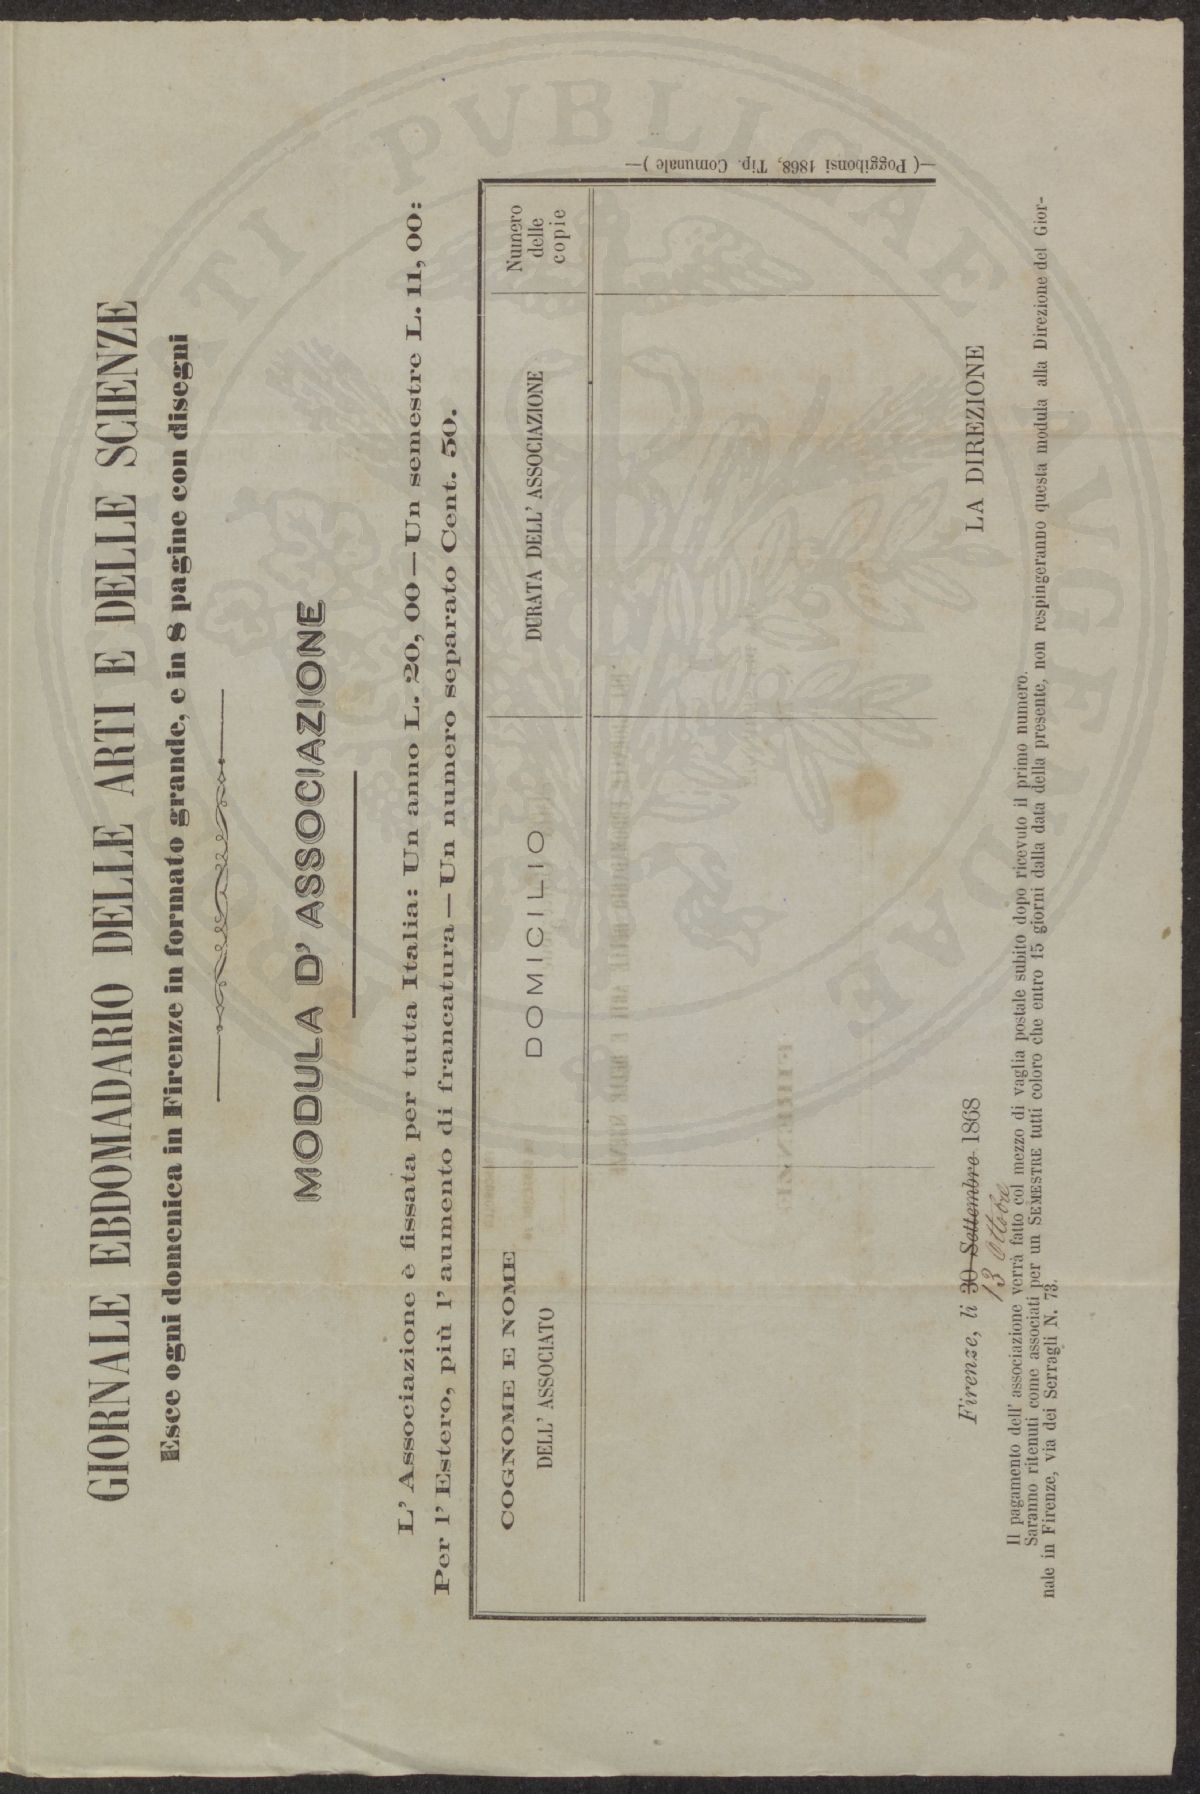 GIORNALE EBDOMADARIO DELLE ARTI E DELLE SCIENZE
Esce ogni domenica in Firenze in formato grande, e in 8 pagine con disegni
MODULA D' ASSOCIAZIONE
L' Associazione è fissata per tutta Italia: Un anno L. 20, 00 — Un semestre L. 11, 00:
Per l' Estero, più l' aumento di francatura — Un numero separato Cent. 50.
COGNOME E NOME
DELL' ASSOCIATO
DOMICILIO
DURATA DELL' ASSOCIAZIONE
Numero
delle
copie
Firenze, li 30 Settembre 1868
13 Ottobre
LA DIREZIONE
Il pagamento dell' associazione verrà fatto col mezzo di vaglia postale subito dopo ricevuto il primo numero.
Saranno ritenuti come associati per un SEMESTRE tutti coloro che entro 15 giorni dalla data della presente, non respingeranno questa modula alla Direzione del Gior-
nale in Firenze, via dei Serragli N. 73.
—( Poggibonsi 1868, Tip. Comunale )—
PERUSIA AUGUSTAE